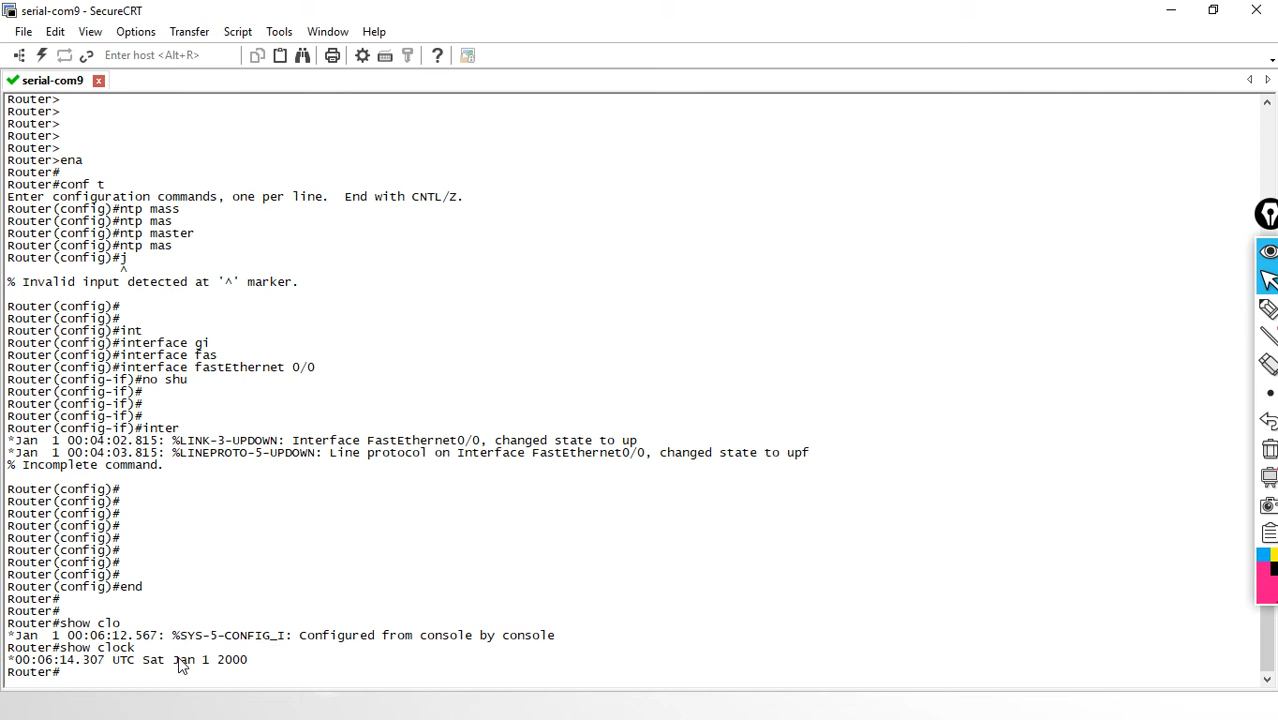 serial-com9 - SecureCRT
File Edit View Options Transfer Script Tools Window Help
Enter host <Alt+R>
serial-com9
Router>
Router>
Router>
Router>
Router>
Router>ena
Router#
Router#conf t
Enter configuration commands, one per line.  End with CNTL/Z.
Router(config)#ntp mass
Router(config)#ntp mas
Router(config)#ntp master
Router(config)#ntp mas
Router(config)#j
^
% Invalid input detected at '^' marker.
Router(config)#
Router(config)#
Router(config)#int
Router(config)#interface gi
Router(config)#interface fas
Router(config)#interface fastEthernet 0/0
Router(config-if)#no shu
Router(config-if)#
Router(config-if)#
Router(config-if)#
Router(config-if)#inter
*Jan  1 00:04:02.815: %LINK-3-UPDOWN: Interface FastEthernet0/0, changed state to up
*Jan  1 00:04:03.815: %LINEPROTO-5-UPDOWN: Line protocol on Interface FastEthernet0/0, changed state to upf
% Incomplete command.
Router(config)#
Router(config)#
Router(config)#
Router(config)#
Router(config)#
Router(config)#
Router(config)#
Router(config)#
Router(config)#end
Router#
Router#
Router#show clo
*Jan  1 00:06:12.567: %SYS-5-CONFIG_I: Configured from console by console
Router#show clock
*00:06:14.307 UTC Sat Jan 1 2000
Router#